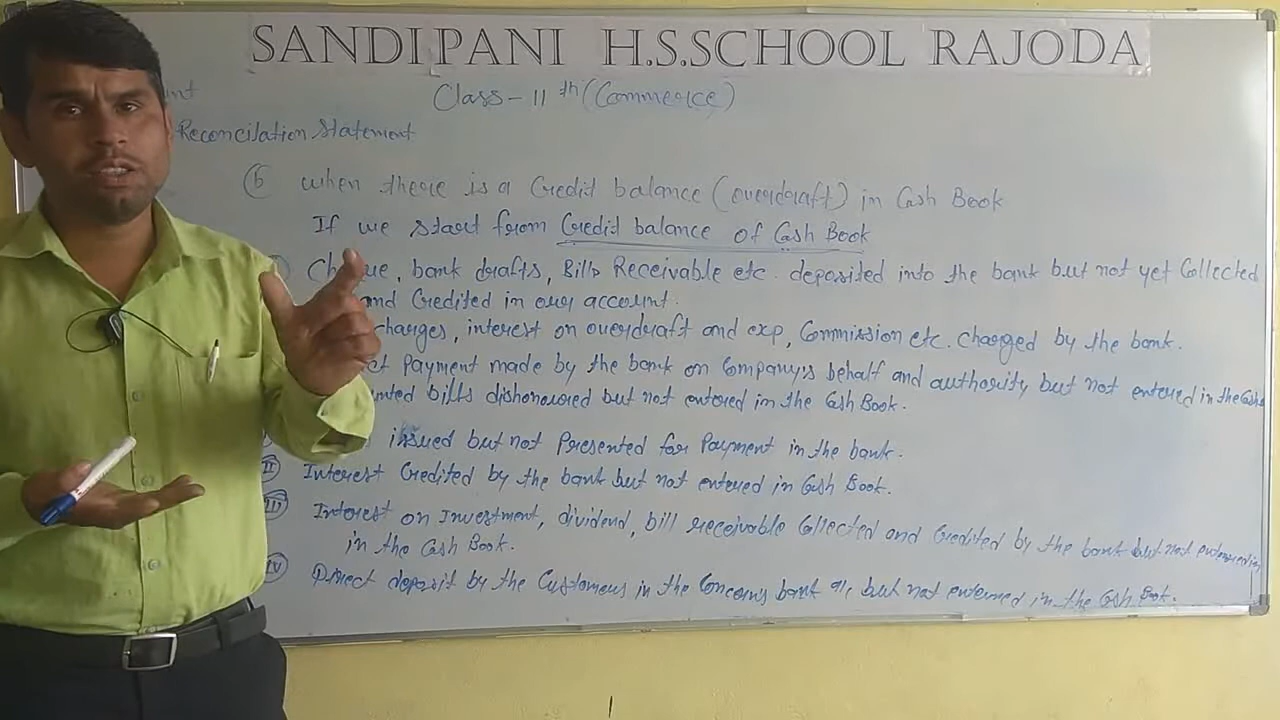 SANDIPANI H.S.SCHOOL RAJODA
Class - 11th (Commerce)
Reconcilation Statement
when there is a Credit balance (overdraft) in Cash Book
If we start from Credit balance of Cash Book
bank drafts, Bills Receivable etc. deposited into the bank but not yet Collected
and Credited in our account.
charges, interest on overdraft and exp, Commission etc. charged by the bank.
Payment made by the bank on Company's behalf and authority but not entered in the Cash
bills dishonoured but not entered in the Cash Book.
issued but not Presented for Payment in the bank.
II Interest Credited by the bank but not entered in Cash Book.
III Interest on Investment, dividend, bill receivable Collected and Credited by the bank but not entered in
in the Cash Book.
IV Direct deposit by the Customers in the Concern's bank a/c but not entered in the Cash Book.